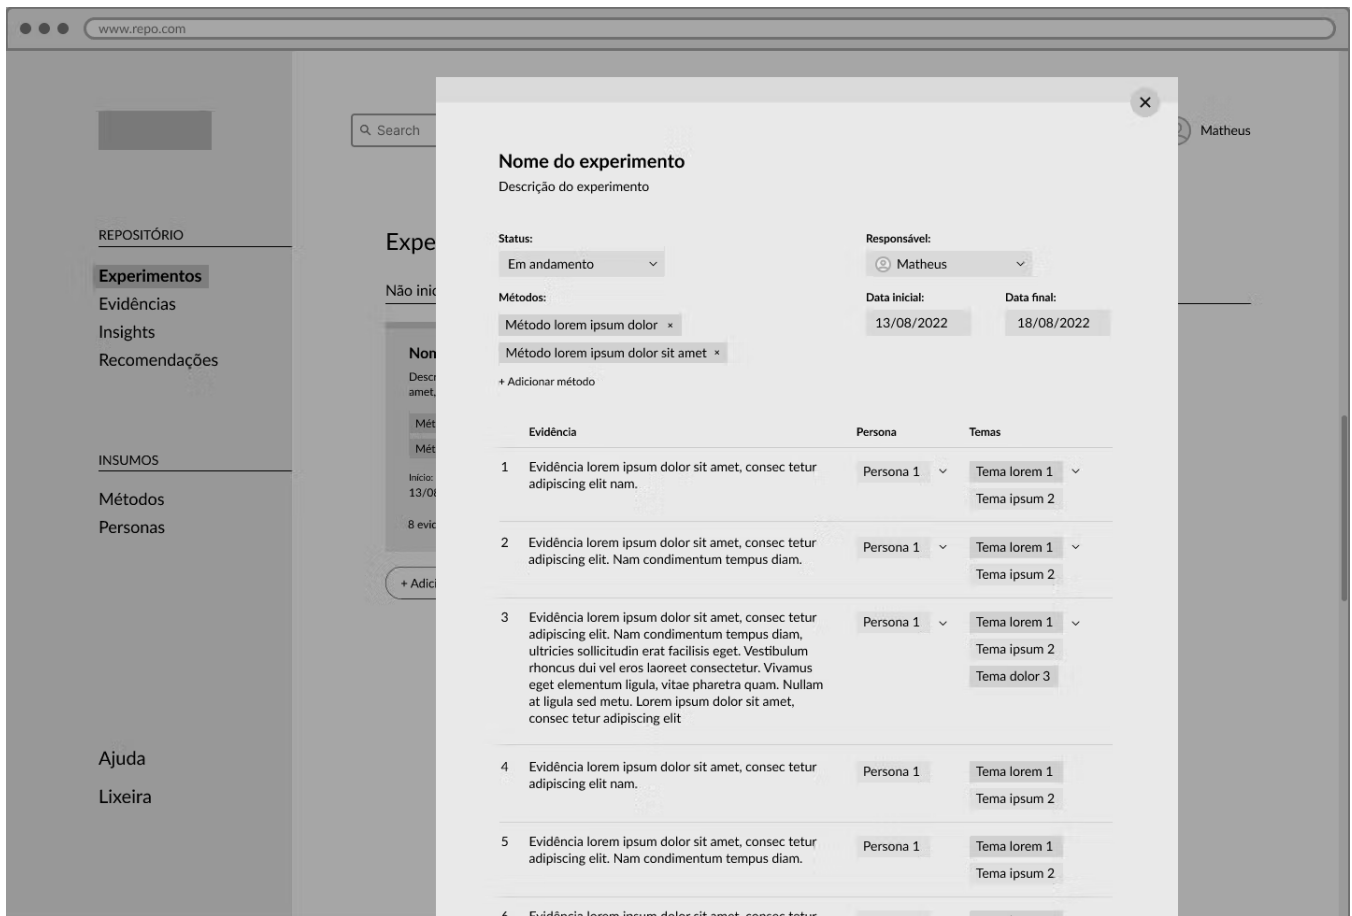 www.repo.com
Search
Matheus
REPOSITÓRIO
Experimentos
Evidências
Insights
Recomendações
INSUMOS
Métodos
Personas
Ajuda
Lixeira
Expe
Não inic
Nom
Descr
amet,
Mét
Mét
Início:
13/08
8 evid
+ Adici
×
Nome do experimento
Descrição do experimento
Status:
Em andamento
Responsável:
Matheus
Métodos:
Método lorem ipsum dolor ×
Método lorem ipsum dolor sit amet ×
+ Adicionar método
Data inicial:
13/08/2022
Data final:
18/08/2022
Evidência Persona Temas
1 Evidência lorem ipsum dolor sit amet, consec tetur
adipiscing elit nam.
Persona 1
Tema lorem 1
Tema ipsum 2
2 Evidência lorem ipsum dolor sit amet, consec tetur
adipiscing elit. Nam condimentum tempus diam.
Persona 1
Tema lorem 1
Tema ipsum 2
3 Evidência lorem ipsum dolor sit amet, consec tetur
adipiscing elit. Nam condimentum tempus diam,
ultricies sollicitudin erat facilisis eget. Vestibulum
rhoncus dui vel eros laoreet consectetur. Vivamus
eget elementum ligula, vitae pharetra quam. Nullam
at ligula sed metu. Lorem ipsum dolor sit amet,
consec tetur adipiscing elit
Persona 1
Tema lorem 1
Tema ipsum 2
Tema dolor 3
4 Evidência lorem ipsum dolor sit amet, consec tetur
adipiscing elit nam.
Persona 1
Tema lorem 1
Tema ipsum 2
5 Evidência lorem ipsum dolor sit amet, consec tetur
adipiscing elit. Nam condimentum tempus diam.
Persona 1
Tema lorem 1
Tema ipsum 2
6 Evidência lorem ipsum dolor sit amet, consec tetur